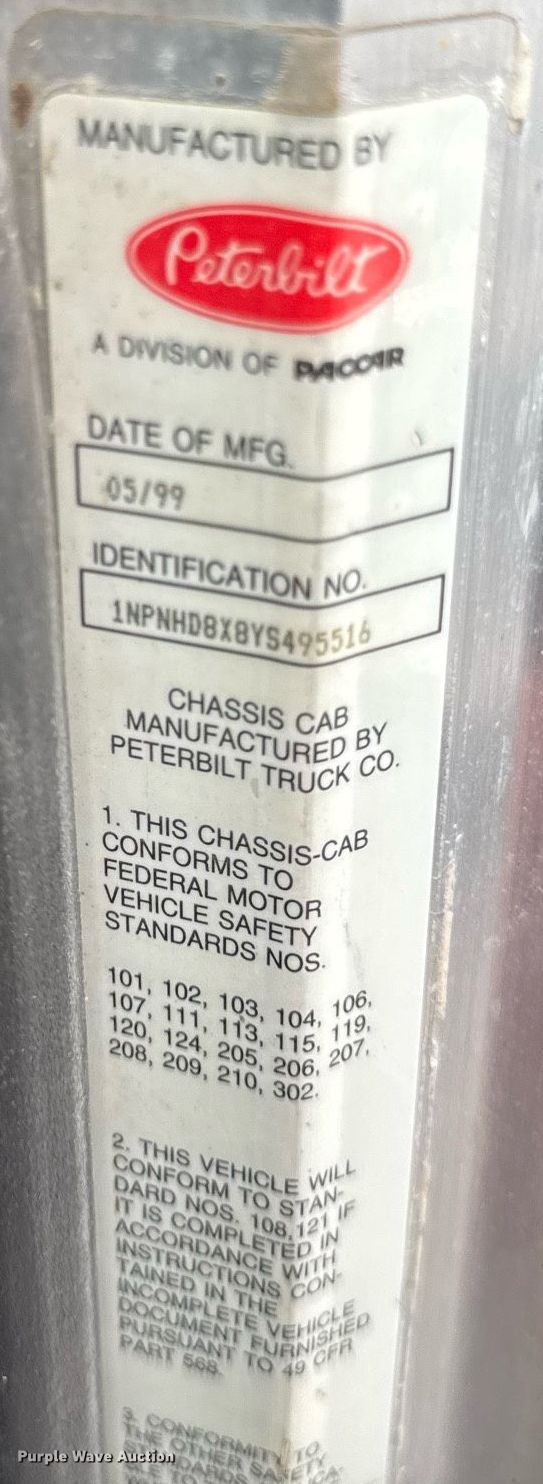 MANUFACTURED BY
Peterbilt
A DIVISION OF PACCAR
DATE OF MFG.
05/99
IDENTIFICATION NO.
1NPNHD8X8YS495516
CHASSIS CAB
MANUFACTURED BY
PETERBILT TRUCK CO.
1. THIS CHASSIS-CAB
CONFORMS TO
FEDERAL MOTOR
VEHICLE SAFETY
STANDARDS NOS.
101, 102, 103, 104, 106,
107, 111, 113, 115, 119,
120, 124, 205, 206, 207,
208, 209, 210, 302.
2. THIS VEHICLE WILL
CONFORM TO STAN-
DARD NOS. 108,121 IF
IT IS COMPLETED IN
ACCORDANCE WITH
INSTRUCTIONS CON-
TAINED IN THE
INCOMPLETE VEHICLE
DOCUMENT FURNISHED
PURSUANT TO 49 CFR
PART 568.
3. CONFORMITY TO
THE OTHER SAFETY
Purple Wave Auction